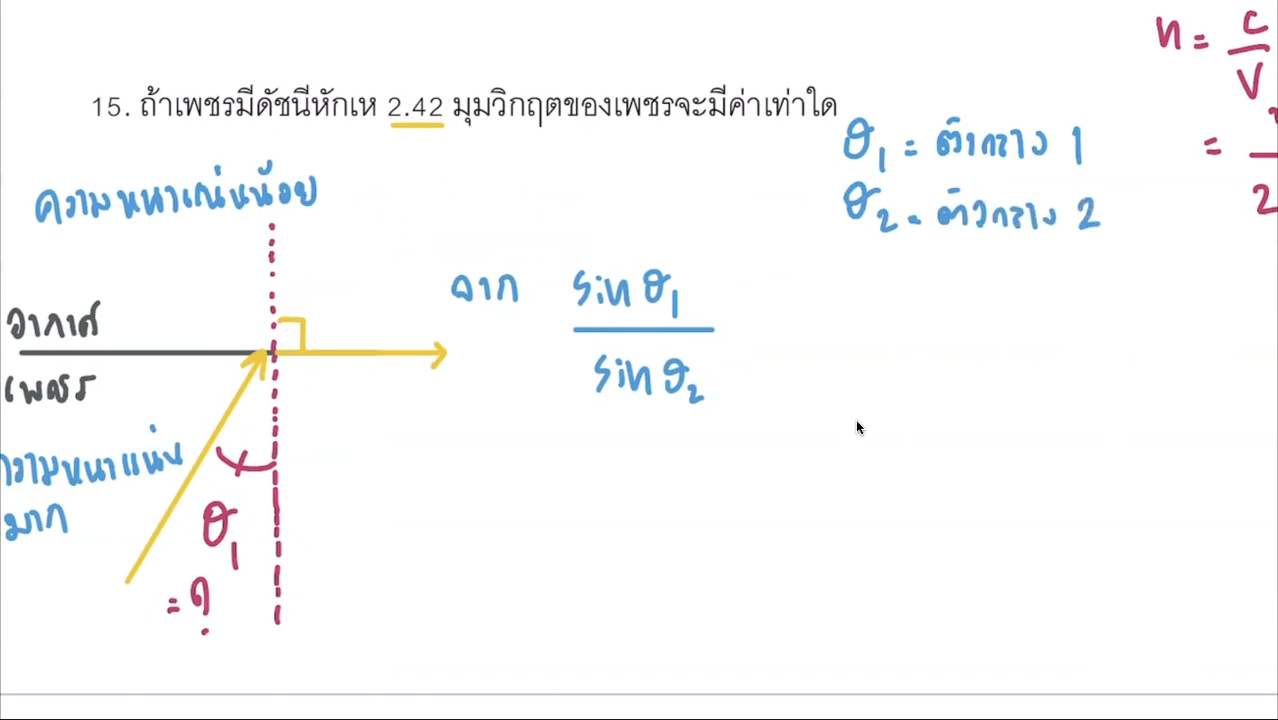 n = c
V
15. ถ้าเพชรมีดัชนีหักเห 2.42 มุมวิกฤตของเพชรจะมีค่าเท่าใด
θ1 = ตัวกลาง 1
=
2
θ2 = ตัวกลาง 2
ความหนาแน่นน้อย
จาก sin θ1
sin θ2
อากาศ
เพชร
ความหนาแน่น
มาก
θ1
= ?